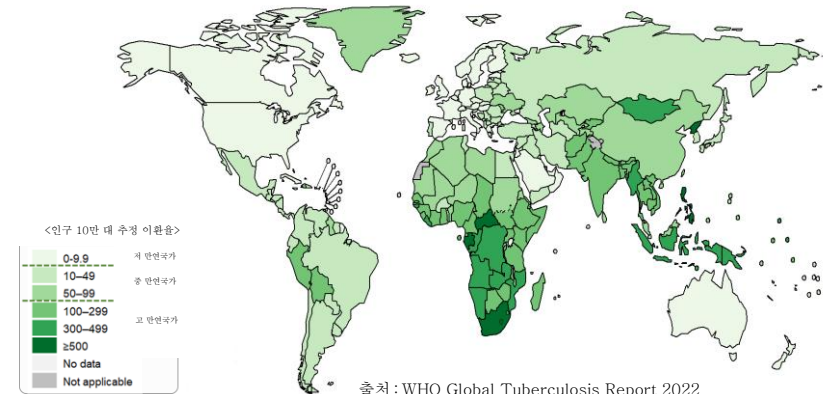 <인구 10만 대 추정 이환율>
0-9.9 저 만연국가
10–49
중 만연국가
50–99
100–299
고 만연국가
300–499
≥500
No data
Not applicable
출처 : WHO Global Tuberculosis Report 2022